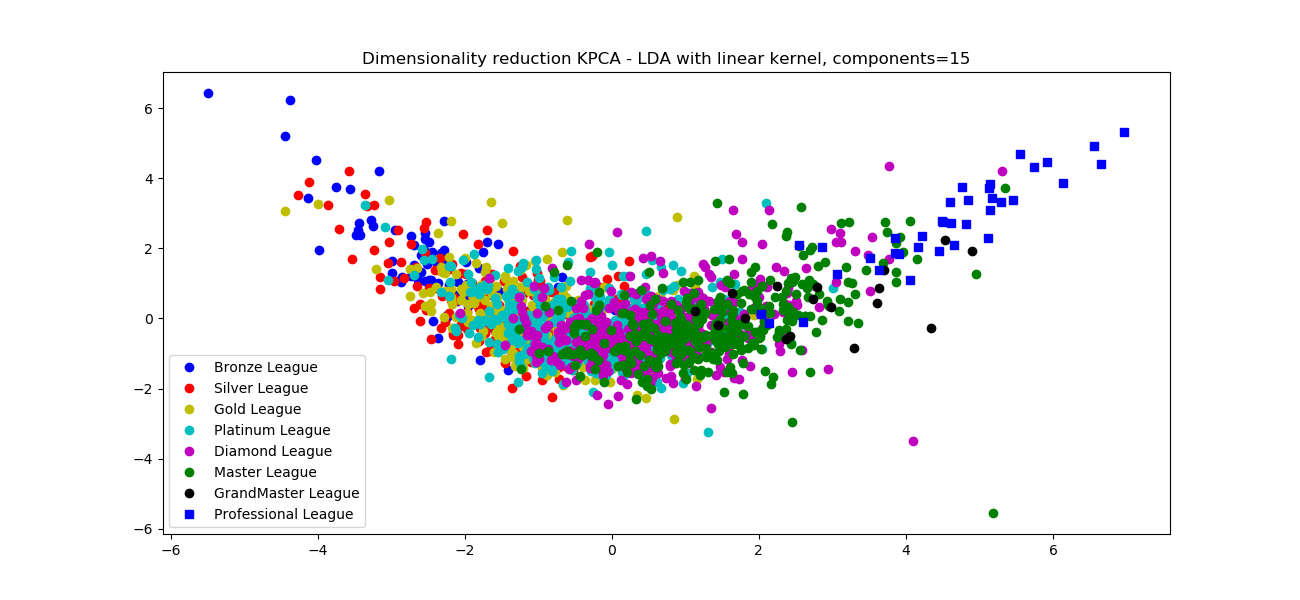 Dimensionality reduction KPCA - LDA with linear kernel, components=15
6
4
2
0
−2
−4
−6
Bronze League
Silver League
Gold League
Platinum League
Diamond League
Master League
GrandMaster League
Professional League
−6 −4 −2 0 2 4 6